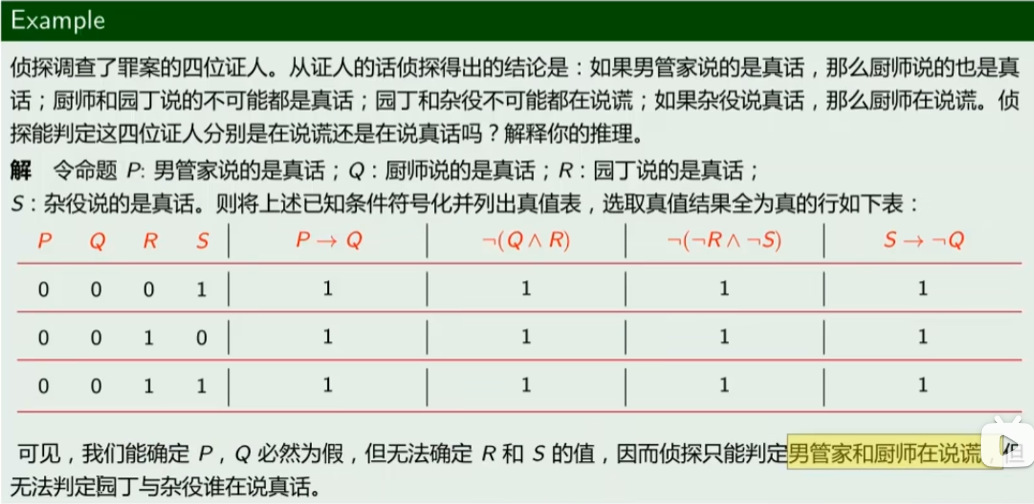 Example
侦探调查了罪案的四位证人。从证人的话侦探得出的结论是：如果男管家说的是真话，那么厨师说的也是真
话；厨师和园丁说的不可能都是真话；园丁和杂役不可能都在说谎；如果杂役说真话，那么厨师在说谎。侦
探能判定这四位证人分别是在说谎还是在说真话吗？解释你的推理。
解 令命题 P: 男管家说的是真话；Q：厨师说的是真话；R：园丁说的是真话；
S：杂役说的是真话。则将上述已知条件符号化并列出真值表，选取真值结果全为真的行如下表：
P Q R S P → Q ¬(Q ∧ R) ¬(¬R ∧ ¬S) S → ¬Q
0 0 0 1 1 1 1 1
0 0 1 0 1 1 1 1
0 0 1 1 1 1 1 1
可见，我们能确定 P，Q 必然为假，但无法确定 R 和 S 的值，因而侦探只能判定男管家和厨师在说谎，但
无法判定园丁与杂役谁在说真话。